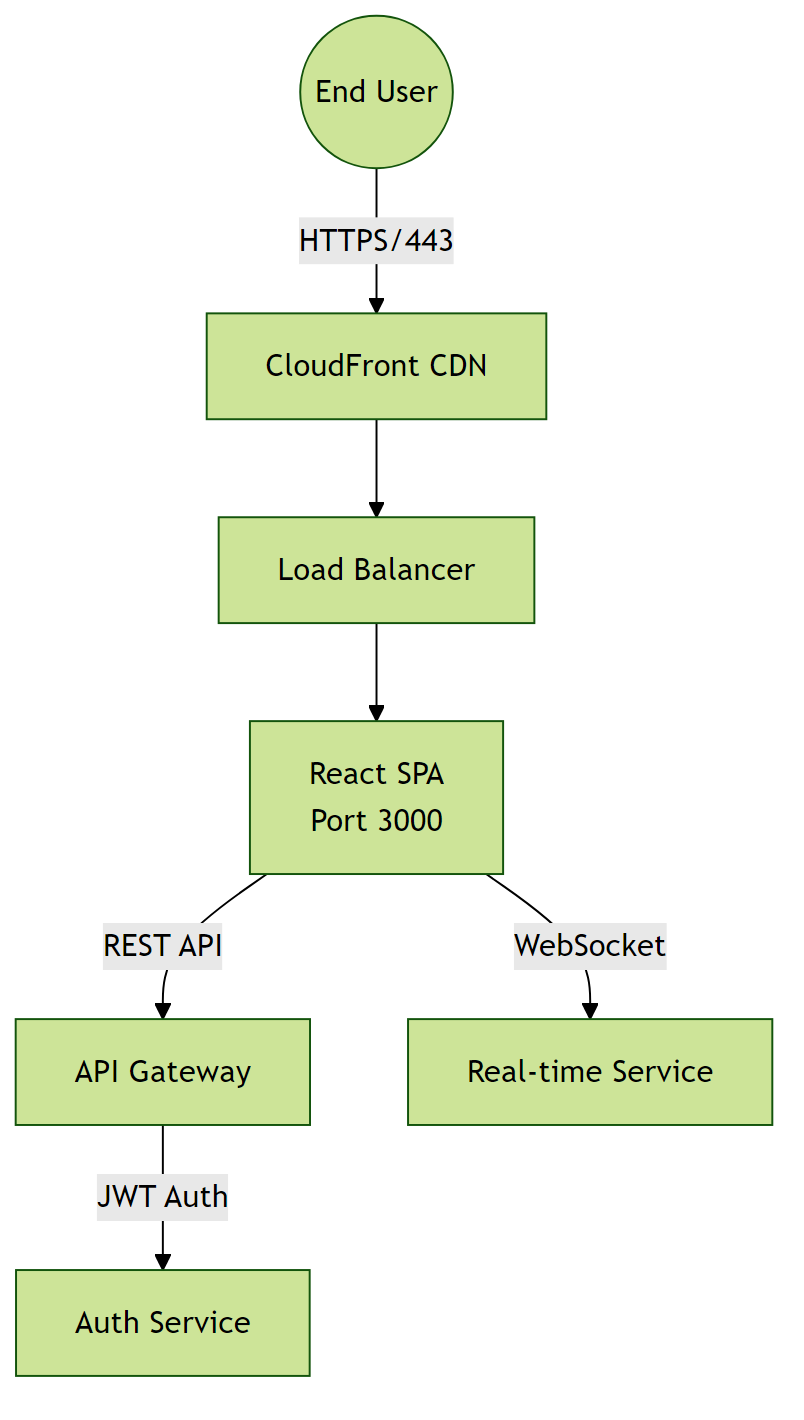 End User
HTTPS/443
CloudFront CDN
Load Balancer
React SPA
Port 3000
REST API
WebSocket
API Gateway
Real-time Service
JWT Auth
Auth Service